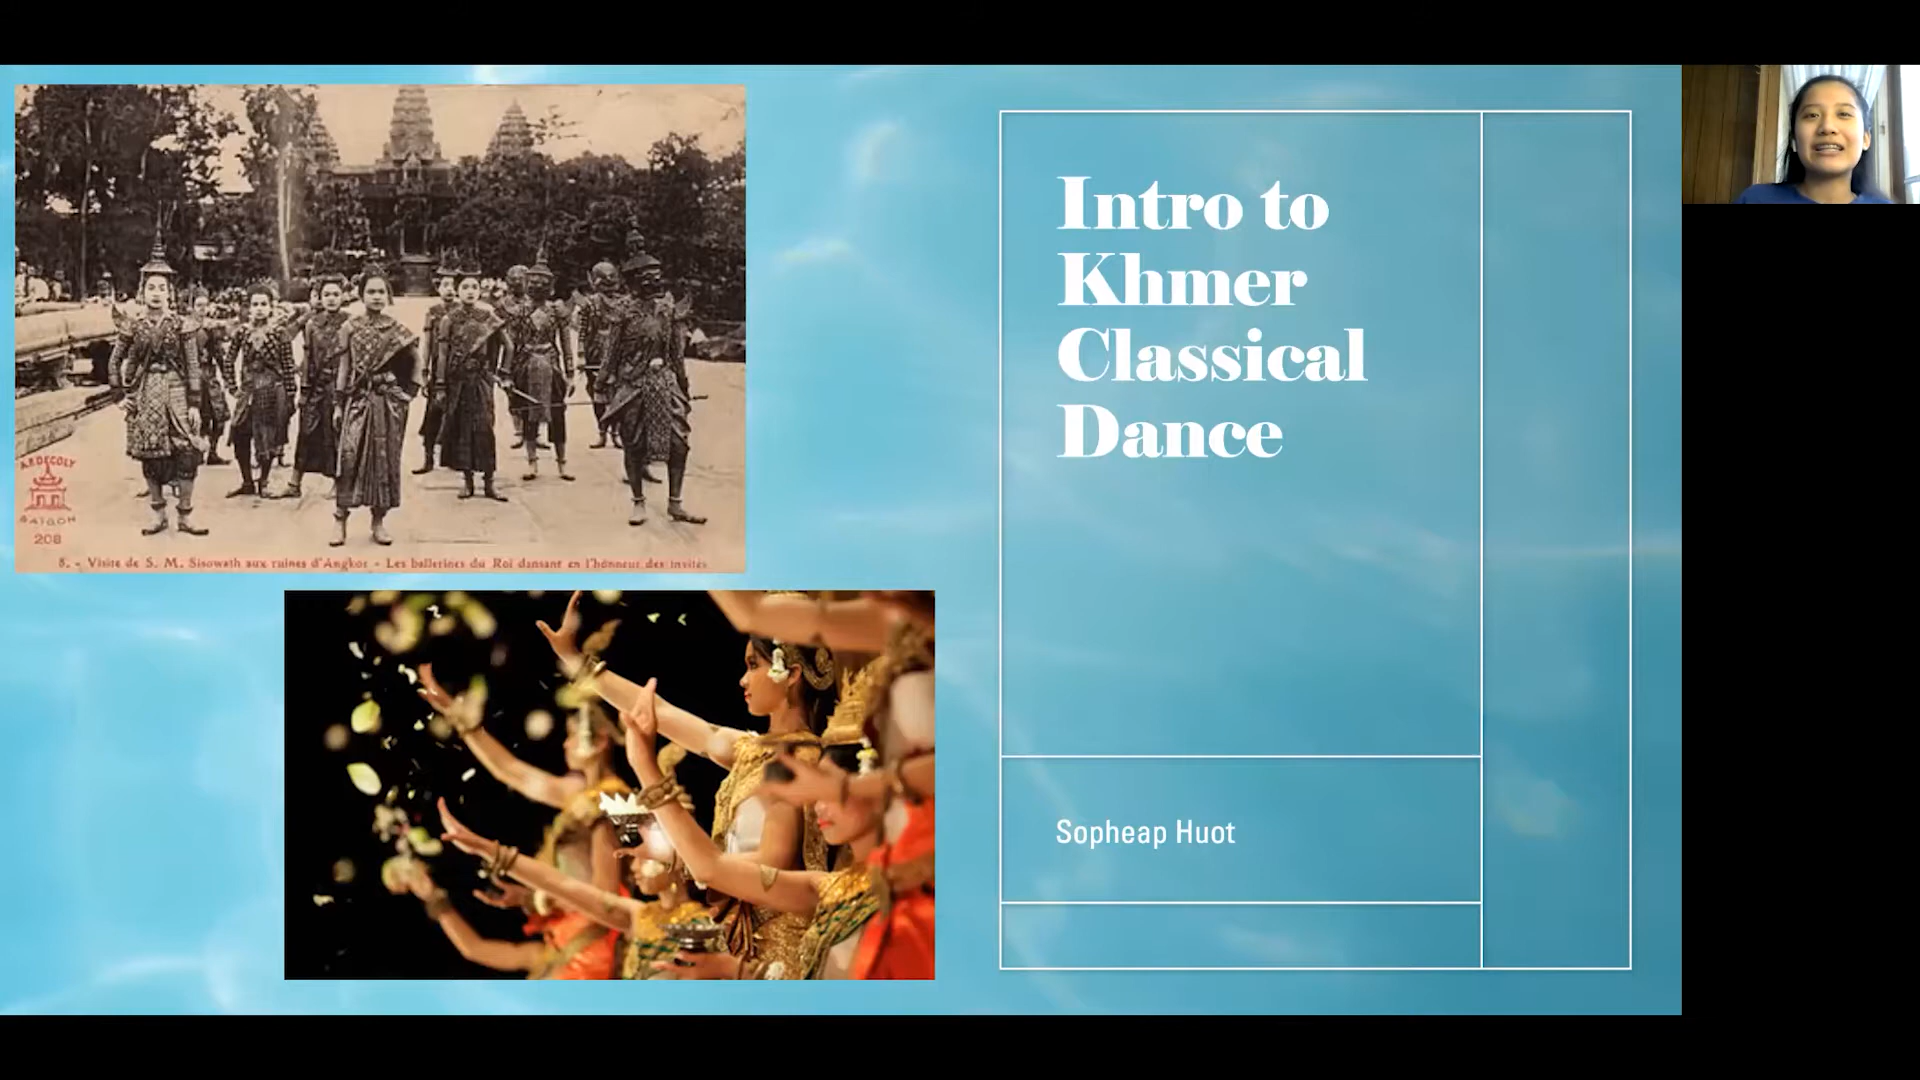 ARDECOLY
SAIGON
208
8. - Visite de S. M. Sisowath aux ruines d'Angkor - Les ballerines du Roi dansant en l'honneur des invités
Intro to
Khmer
Classical
Dance
Sopheap Huot